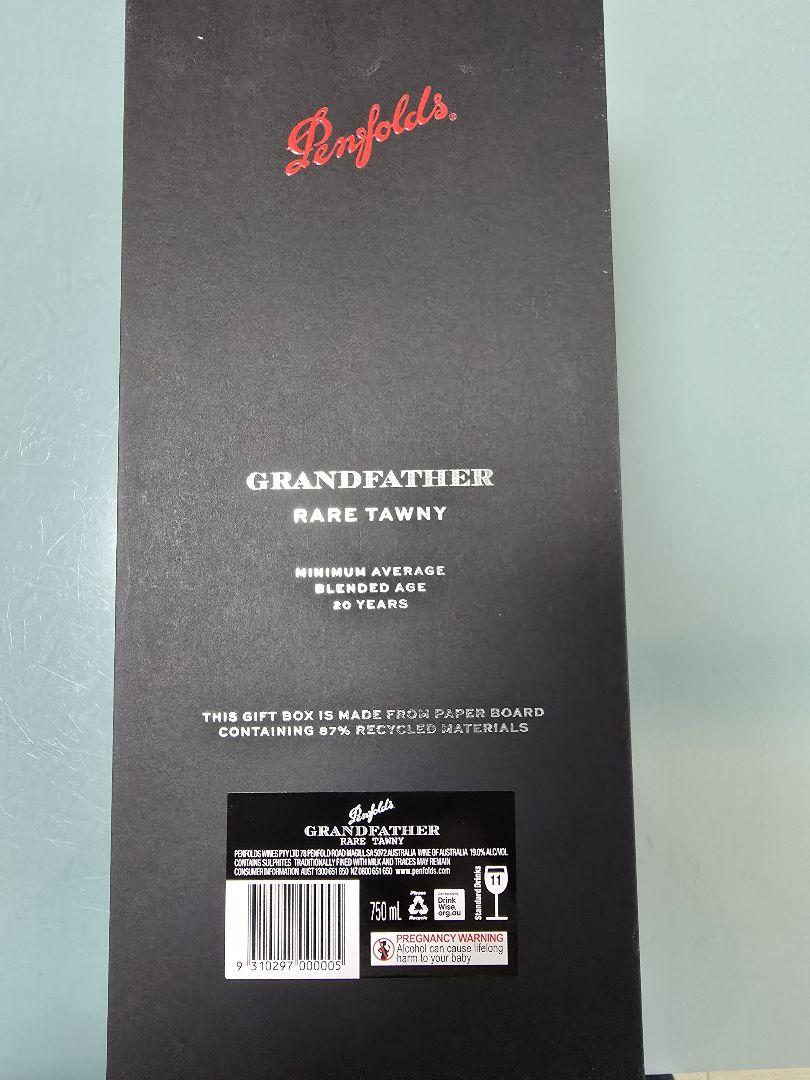 Penfolds®
GRANDFATHER
RARE TAWNY
MINIMUM AVERAGE
BLENDED AGE
20 YEARS
THIS GIFT BOX IS MADE FROM PAPER BOARD
CONTAINING 87% RECYCLED MATERIALS
Penfolds
GRANDFATHER
RARE TAWNY
PENFOLDS WINES PTY LTD 78 PENFOLD ROAD MAGILL SA 5072 AUSTRALIA WINE OF AUSTRALIA 19.0% ALC/VOL
CONTAINS SULPHITES TRADITIONALLY FINED WITH MILK AND TRACES MAY REMAIN
CONSUMER INFORMATION AUST 1300 651 650 NZ 0800 651 650 www.penfolds.com
750 mL
Please
Recycle
Drink
Wise.
org.au
Standard Drinks
11
PREGNANCY WARNING
Alcohol can cause lifelong
harm to your baby
9 310297 000005